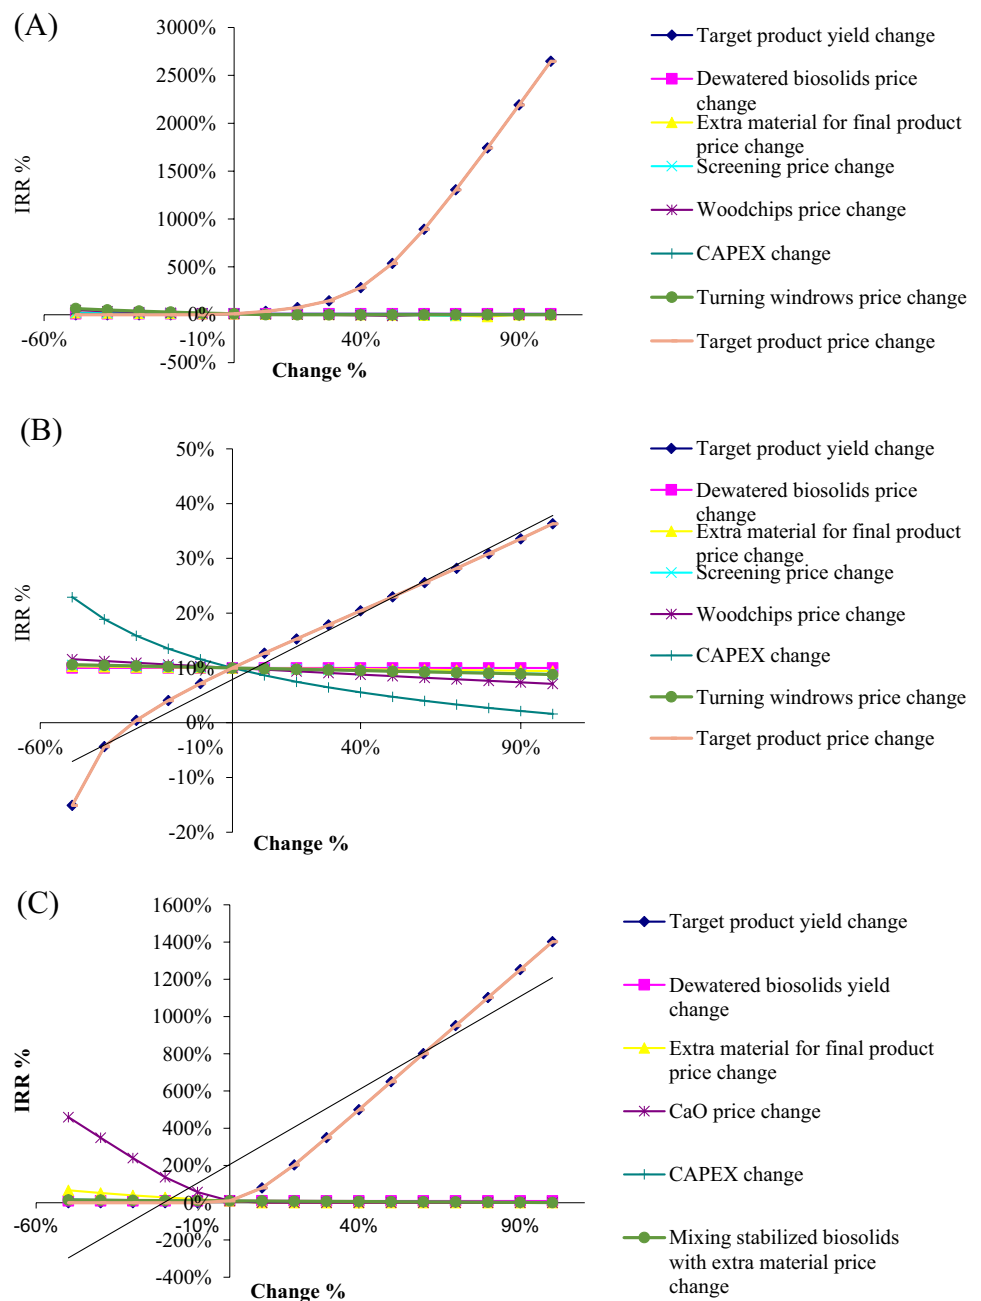 (A)
3000%
2500%
2000%
1500%
1000%
500%
0%
-500%
-60%
-10%
40%
90%
IRR %
Change %
Target product yield change
Dewatered biosolids price
change
Extra material for final product
price change
Screening price change
Woodchips price change
CAPEX change
Turning windrows price change
Target product price change
(B)
50%
40%
30%
20%
10%
0%
-10%
-20%
-60%
-10%
40%
90%
IRR %
Change %
Target product yield change
Dewatered biosolids price
change
Extra material for final product
price change
Screening price change
Woodchips price change
CAPEX change
Turning windrows price change
Target product price change
(C)
1600%
1400%
1200%
1000%
800%
600%
400%
200%
0%
-200%
-400%
-60%
-10%
40%
90%
IRR %
Change %
Target product yield change
Dewatered biosolids yield
change
Extra material for final product
price change
CaO price change
CAPEX change
Mixing stabilized biosolids
with extra material price
change